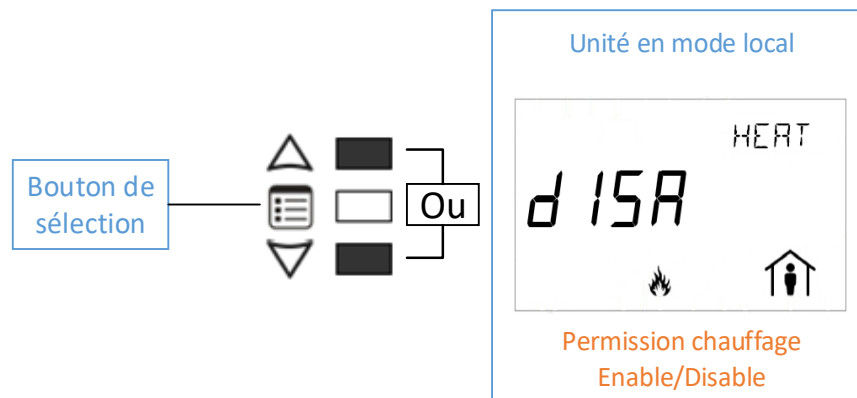 Unité en mode local
HEAT
Bouton de
sélection
Ou
dISA
Permission chauffage
Enable/Disable